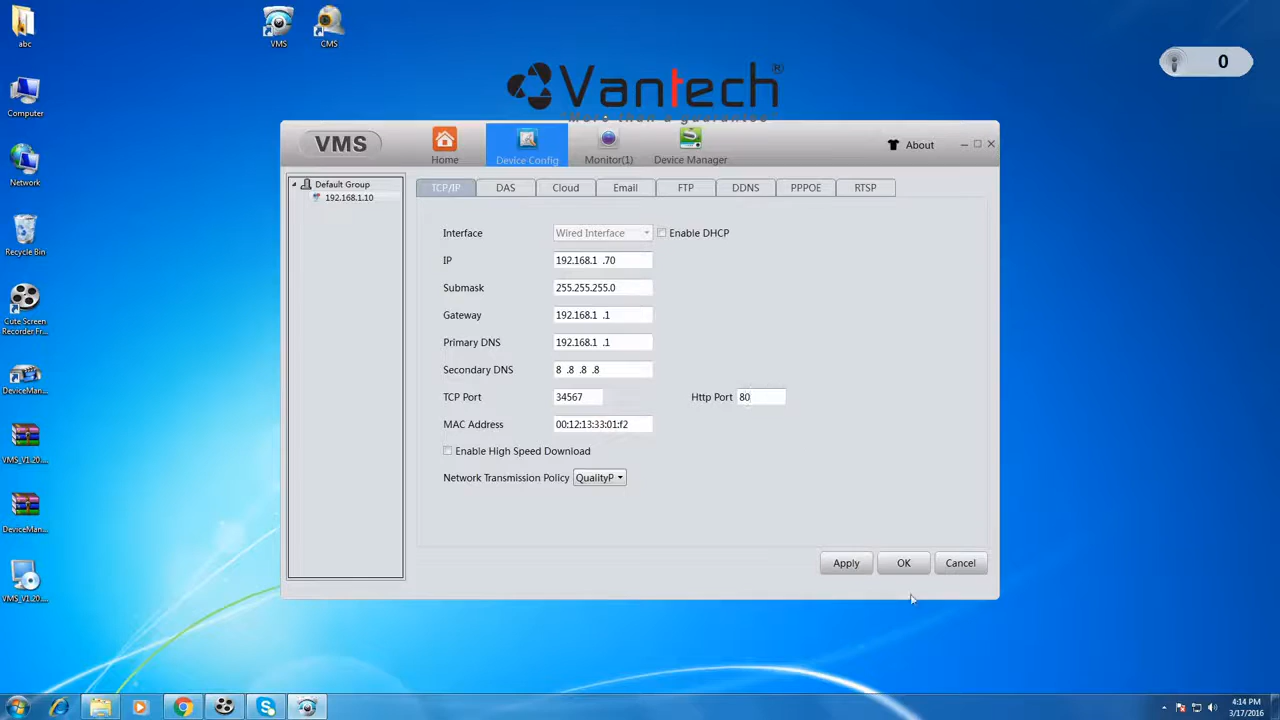 abc
Computer
Network
Recycle Bin
Cute Screen
Recorder Fr...
DeviceMan...
VMS_V1.20....
DeviceMan...
VMS_V1.20....
VMS
CMS
0
Vantech®
"More than a guarantee"
VMS
Home
Device Config
Monitor(1)
Device Manager
About
Default Group
192.168.1.10
TCP/IP
DAS
Cloud
Email
FTP
DDNS
PPPOE
RTSP
Interface
Wired Interface
Enable DHCP
IP
192.168.1 .70
Submask
255.255.255.0
Gateway
192.168.1 .1
Primary DNS
192.168.1 .1
Secondary DNS
8 .8 .8 .8
TCP Port
34567
Http Port
80
MAC Address
00:12:13:33:01:f2
Enable High Speed Download
Network Transmission Policy
QualityP
Apply
OK
Cancel
4:14 PM
3/17/2016